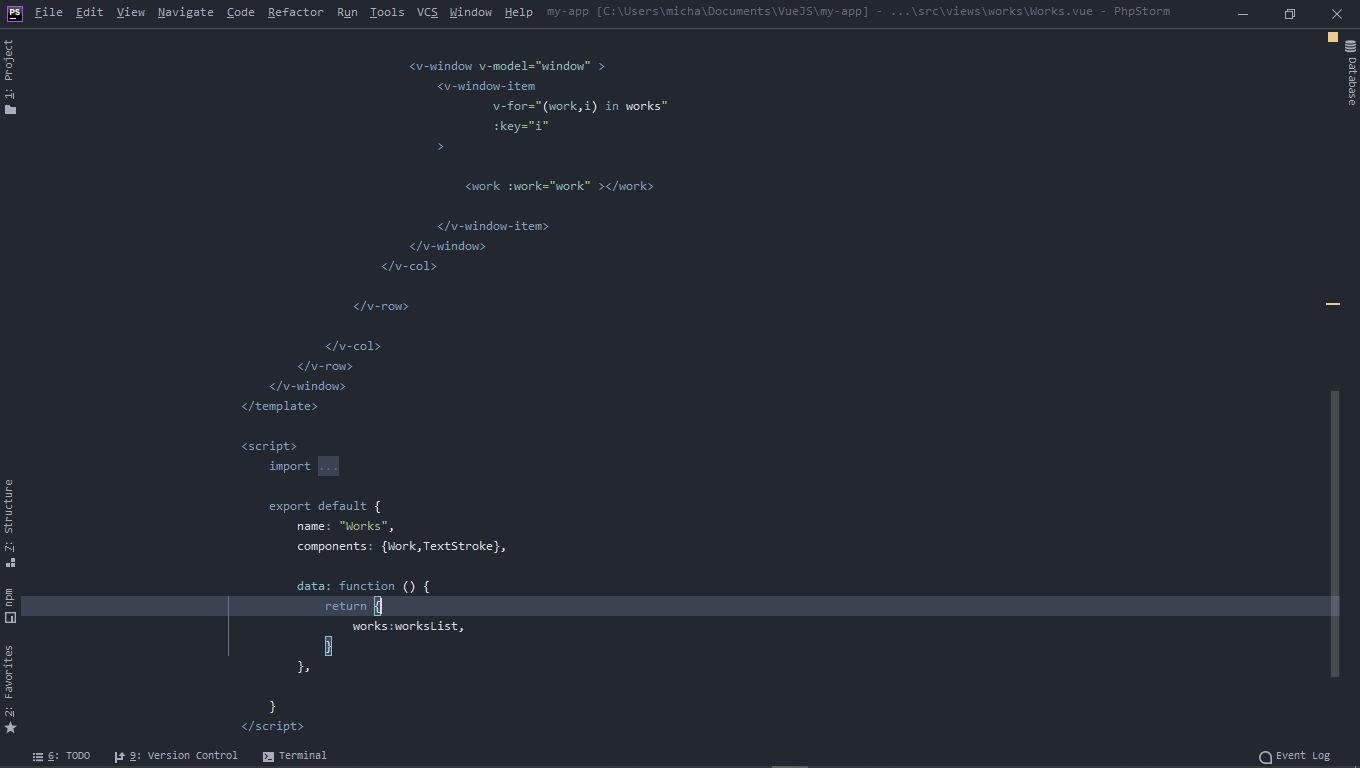 PS File Edit View Navigate Code Refactor Run Tools VCS Window Help my-app [C:\Users\micha\Documents\VueJS\my-app] - ...\src\views\works\Works.vue - PhpStorm
1: Project
Database
<v-window v-model="window" >
<v-window-item
v-for="(work,i) in works"
:key="i"
>
<work :work="work" ></work>
</v-window-item>
</v-window>
</v-col>
</v-row>
</v-col>
</v-row>
</v-window>
</template>
<script>
import ...
export default {
name: "Works",
components: {Work,TextStroke},
data: function () {
return {
works:worksList,
}
},
}
</script>
Z: Structure
npm
2: Favorites
6: TODO 9: Version Control Terminal Event Log